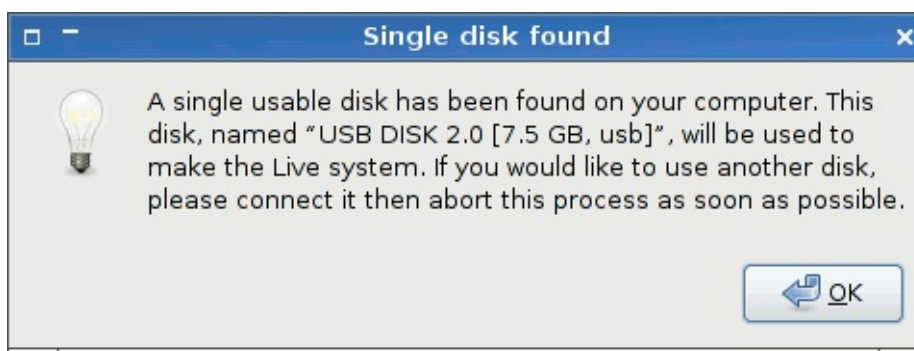 Single disk found
A single usable disk has been found on your computer. This
disk, named “USB DISK 2.0 [7.5 GB, usb]”, will be used to
make the Live system. If you would like to use another disk,
please connect it then abort this process as soon as possible.
OK